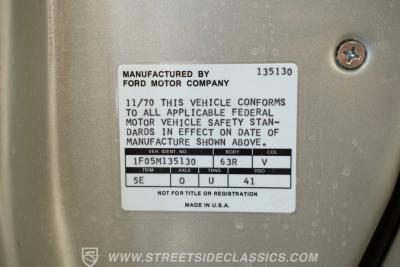 MANUFACTURED BY 135130
FORD MOTOR COMPANY
11/70 THIS VEHICLE CONFORMS
TO ALL APPLICABLE FEDERAL
MOTOR VEHICLE SAFETY STAN-
DARDS IN EFFECT ON DATE OF
MANUFACTURE SHOWN ABOVE.
VEH. IDENT. NO. BODY COL
1F05M135130 63R V
TRIM AXLE TRNS DSO
5E O U 41
NOT FOR TITLE OR REGISTRATION
MADE IN U.S.A.
WWW.STREETSIDECLASSICS.COM